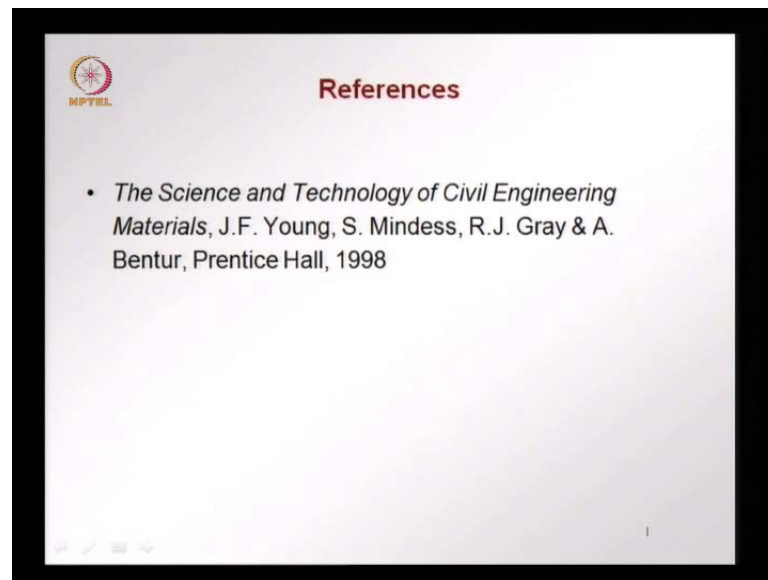 NPTEL
References
• The Science and Technology of Civil Engineering
Materials, J.F. Young, S. Mindess, R.J. Gray & A.
Bentur, Prentice Hall, 1998
1